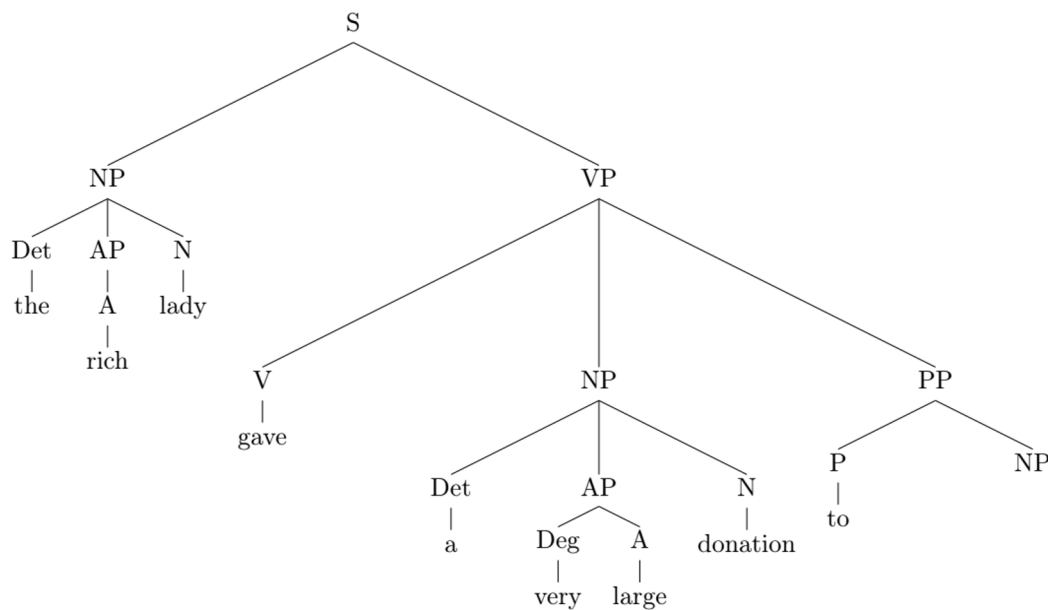 S
NP VP
Det AP N
the A lady
rich
V NP PP
gave
P NP
to
Det AP N
a Deg A donation
very large